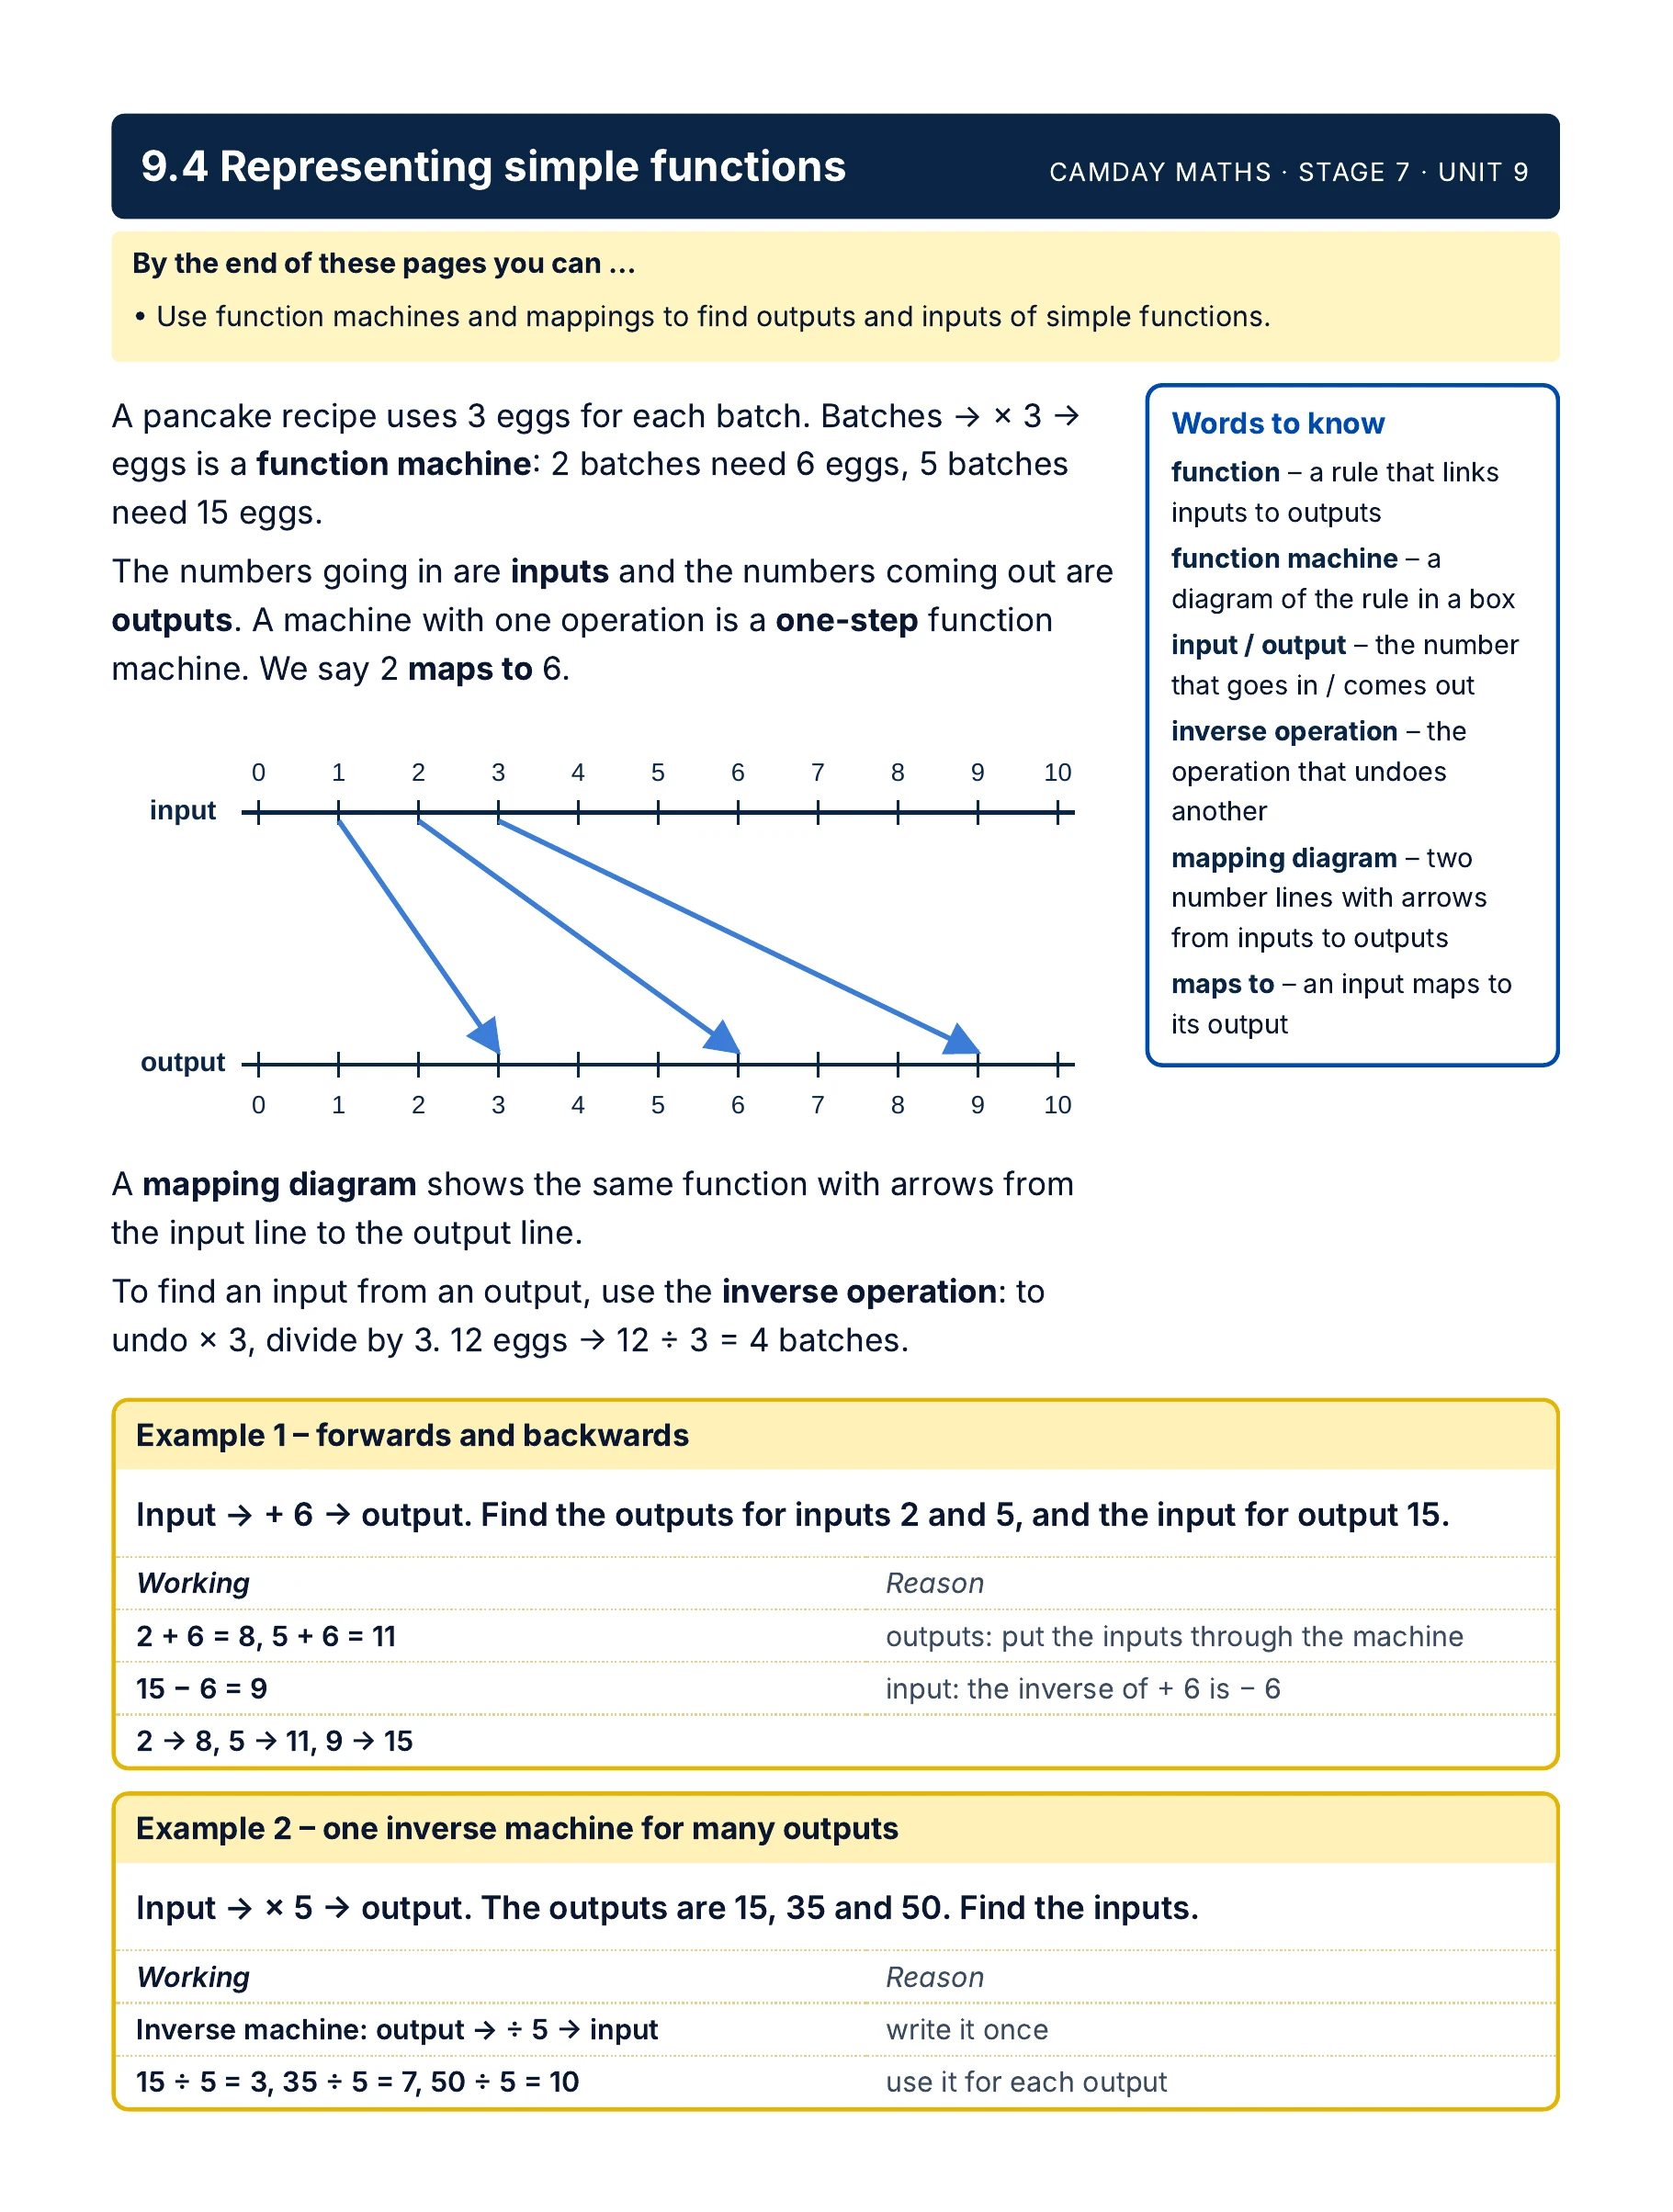 9.4 Representing simple functions
CAMDAY MATHS · STAGE 7 · UNIT 9
By the end of these pages you can ...
• Use function machines and mappings to find outputs and inputs of simple functions.
A pancake recipe uses 3 eggs for each batch. Batches → × 3 →
eggs is a function machine: 2 batches need 6 eggs, 5 batches
need 15 eggs.
The numbers going in are inputs and the numbers coming out are
outputs. A machine with one operation is a one-step function
machine. We say 2 maps to 6.
Words to know
function – a rule that links
inputs to outputs
function machine – a
diagram of the rule in a box
input / output – the number
that goes in / comes out
inverse operation – the
operation that undoes
another
mapping diagram – two
number lines with arrows
from inputs to outputs
maps to – an input maps to
its output
0 1 2 3 4 5 6 7 8 9 10
input
output
0 1 2 3 4 5 6 7 8 9 10
A mapping diagram shows the same function with arrows from
the input line to the output line.
To find an input from an output, use the inverse operation: to
undo × 3, divide by 3. 12 eggs → 12 ÷ 3 = 4 batches.
Example 1 – forwards and backwards
Input → + 6 → output. Find the outputs for inputs 2 and 5, and the input for output 15.
Working Reason
2 + 6 = 8, 5 + 6 = 11 outputs: put the inputs through the machine
15 − 6 = 9 input: the inverse of + 6 is − 6
2 → 8, 5 → 11, 9 → 15
Example 2 – one inverse machine for many outputs
Input → × 5 → output. The outputs are 15, 35 and 50. Find the inputs.
Working Reason
Inverse machine: output → ÷ 5 → input write it once
15 ÷ 5 = 3, 35 ÷ 5 = 7, 50 ÷ 5 = 10 use it for each output